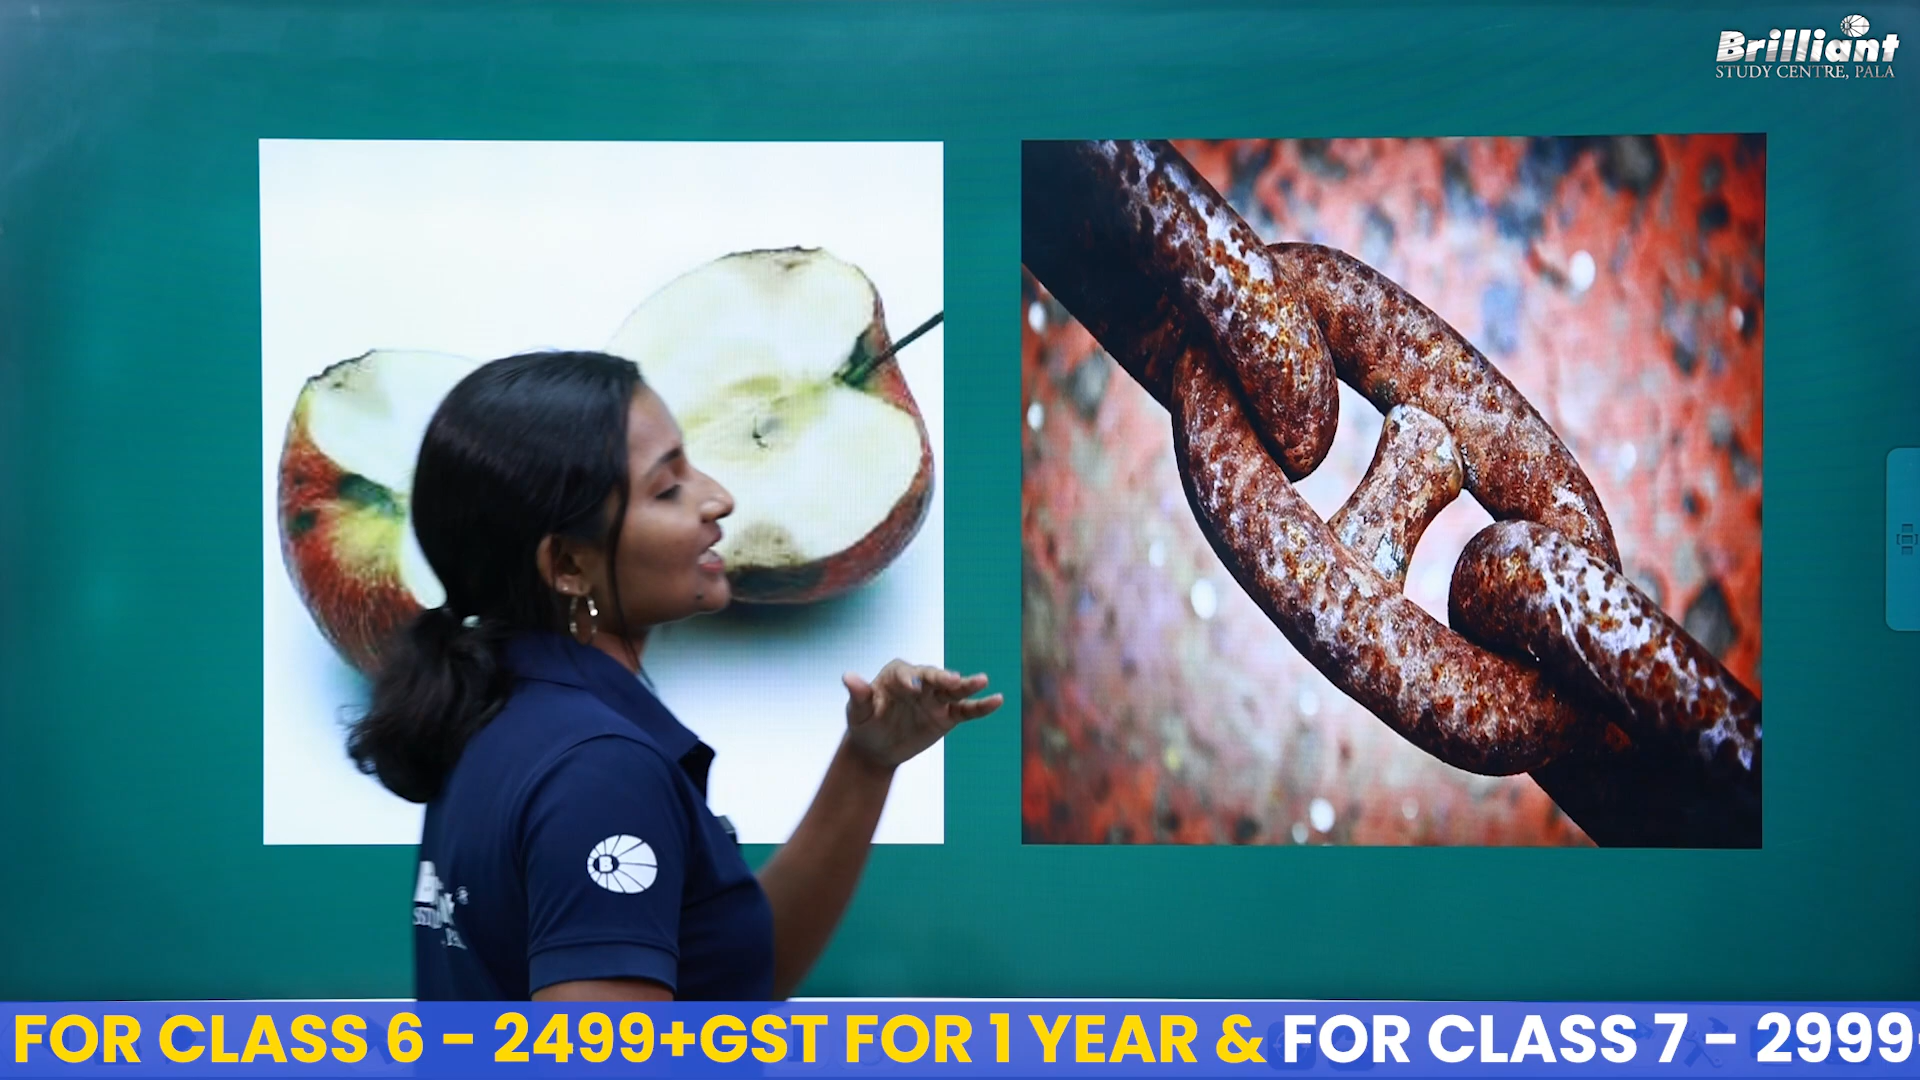 Brilliant
STUDY CENTRE, PALA
B
FOR CLASS 6 - 2499+GST FOR 1 YEAR & FOR CLASS 7 - 2999